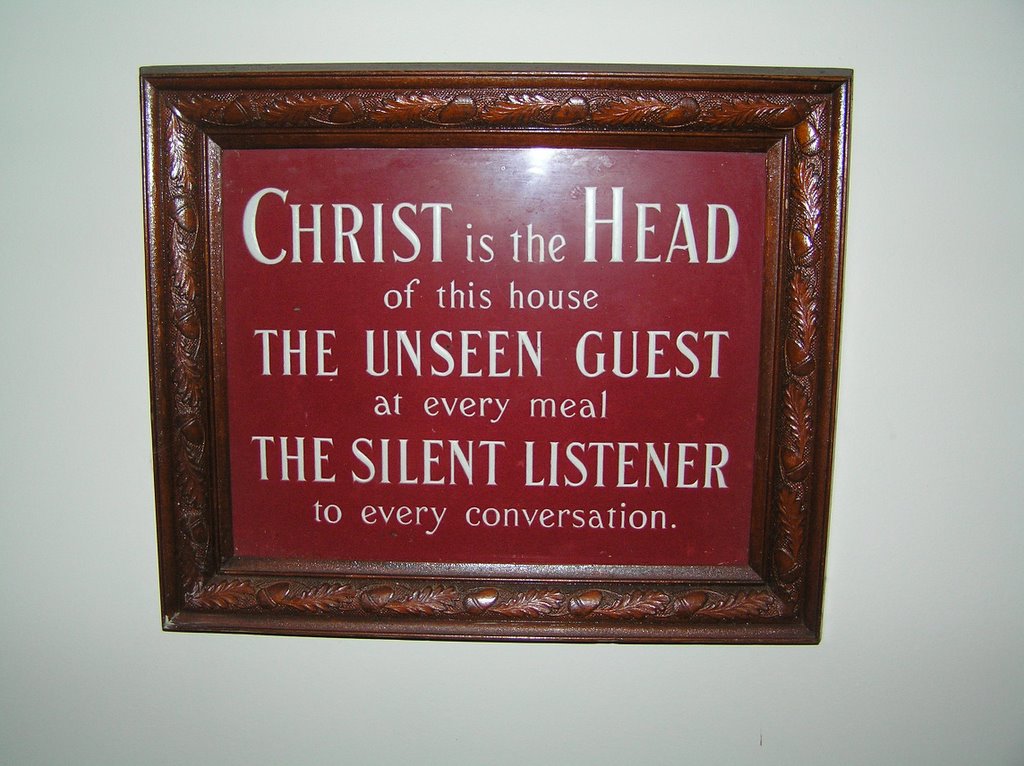 CHRIST is the HEAD
of this house
THE UNSEEN GUEST
at every meal
THE SILENT LISTENER
to every conversation.